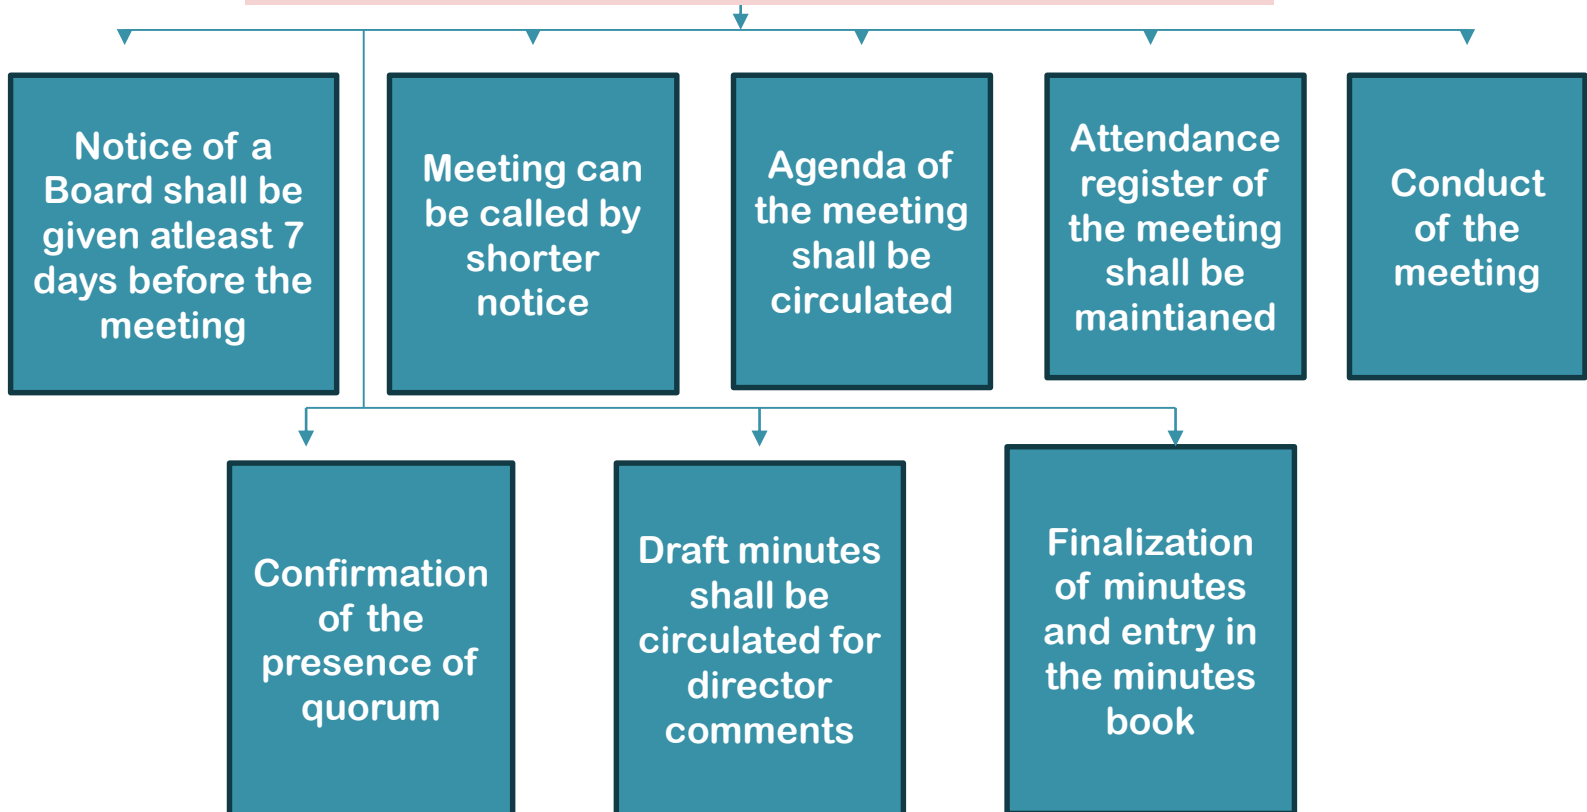 Notice of a
Board shall be
given atleast 7
days before the
meeting
Meeting can
be called by
shorter
notice
Agenda of
the meeting
shall be
circulated
Attendance
register of
the meeting
shall be
maintianed
Conduct
of the
meeting
Confirmation
of the
presence of
quorum
Draft minutes
shall be
circulated for
director
comments
Finalization
of minutes
and entry in
the minutes
book